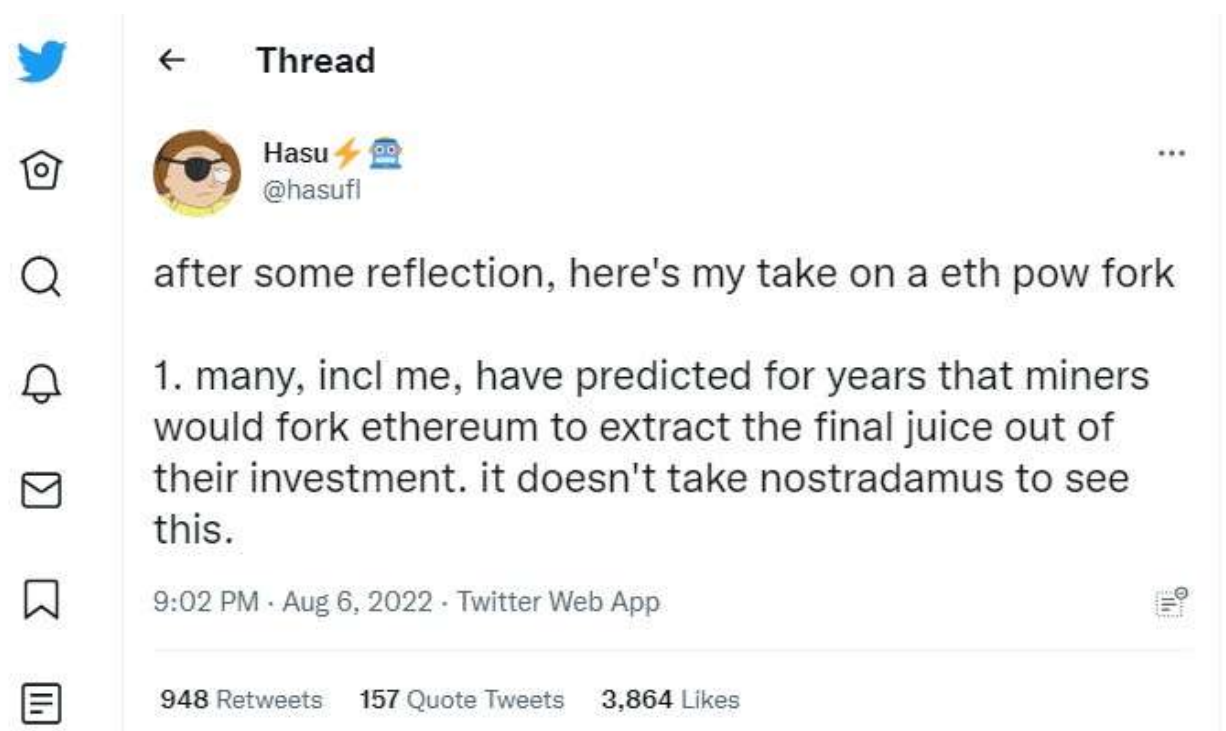 Thread
Hasu⚡🤖
@hasufl
after some reflection, here's my take on a eth pow fork
1. many, incl me, have predicted for years that miners
would fork ethereum to extract the final juice out of
their investment. it doesn't take nostradamus to see
this.
9:02 PM · Aug 6, 2022 · Twitter Web App
948 Retweets 157 Quote Tweets 3,864 Likes